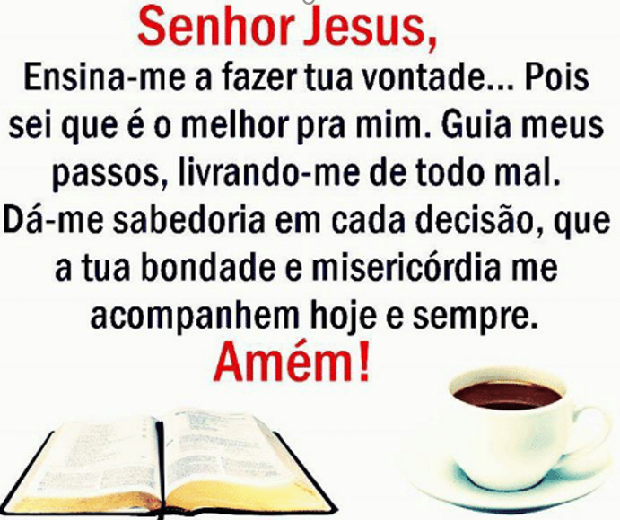 Senhor Jesus,
Ensina-me a fazer tua vontade... Pois
sei que é o melhor pra mim. Guia meus
passos, livrando-me de todo mal.
Dá-me sabedoria em cada decisão, que
a tua bondade e misericórdia me
acompanhem hoje e sempre.
Amém!